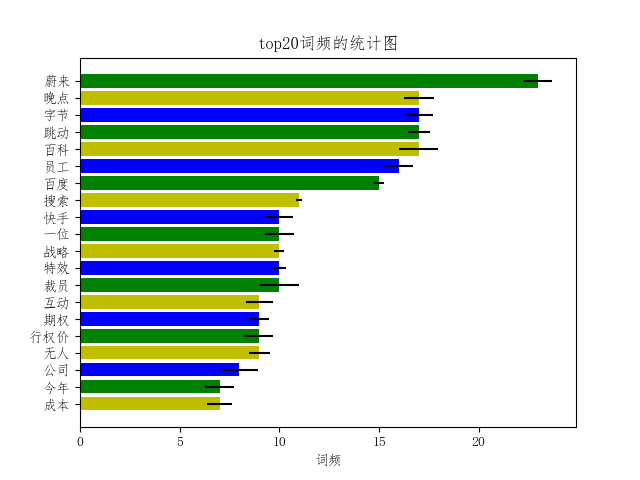 top20词频的统计图
蔚来
晚点
字节
跳动
百科
员工
百度
搜索
快手
一位
战略
特效
裁员
互动
期权
行权价
无人
公司
今年
成本
0 5 10 15 20
词频